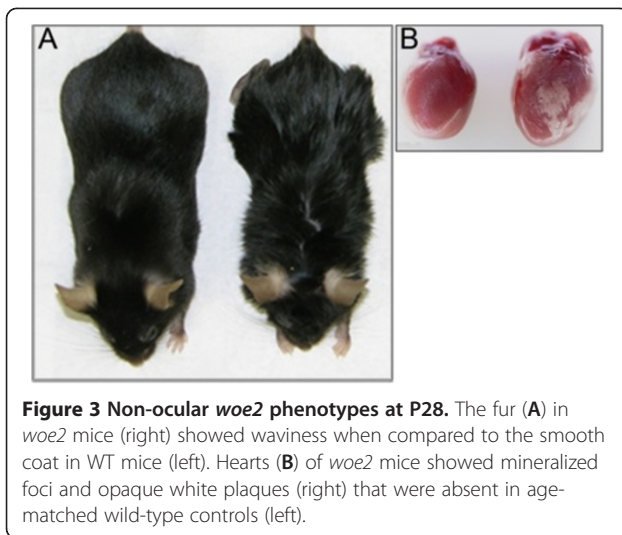 A
B
Figure 3 Non-ocular woe2 phenotypes at P28. The fur (A) in
woe2 mice (right) showed waviness when compared to the smooth
coat in WT mice (left). Hearts (B) of woe2 mice showed mineralized
foci and opaque white plaques (right) that were absent in age-
matched wild-type controls (left).